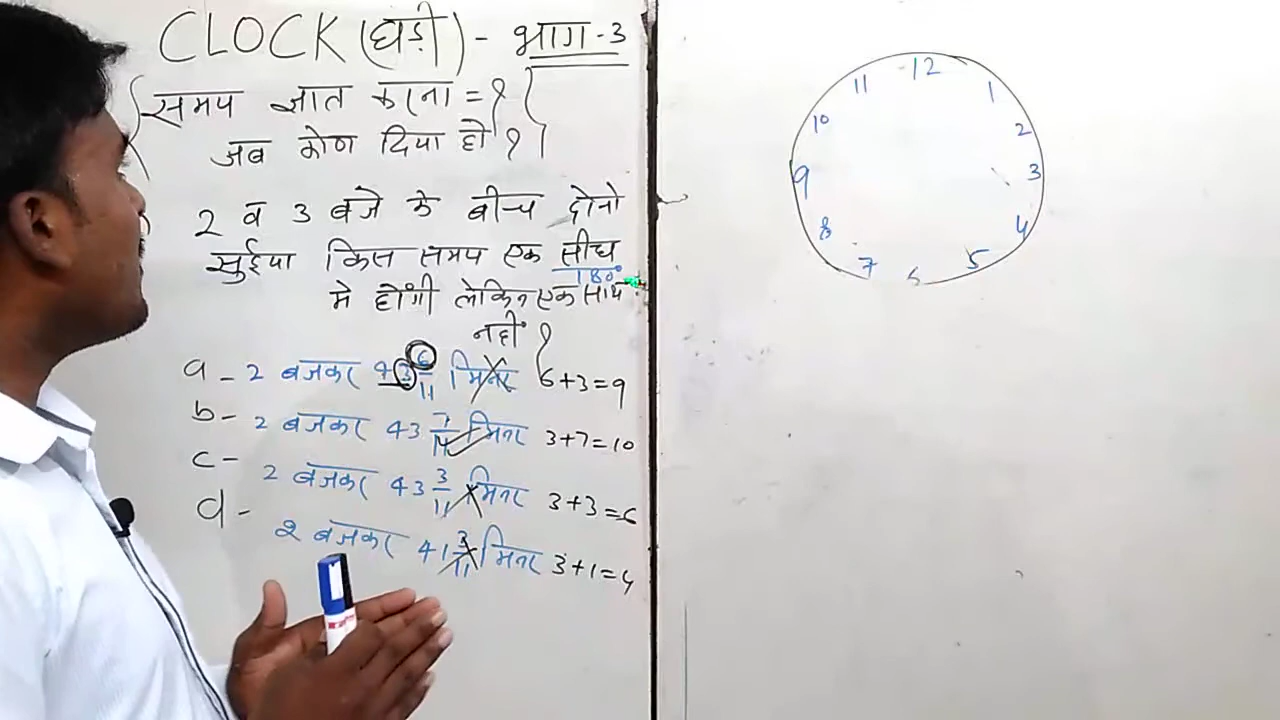 CLOCK (घड़ी) - भाग-3
समय ज्ञात करना = ?
जब कोण दिया हो ?
2 व 3 बजे के बीच दोनो
सुईया किस समय एक सीध
180°
मे होंगी लेकिन एक साथ
नहीं ?
a - 2 बजकर 43 6/11 मिनट 6+3=9
b - 2 बजकर 43 7/11 मिनट 3+7=10
c - 2 बजकर 43 3/11 मिनट 3+3=6
d - 2 बजकर 41 3/11 मिनट 3+1=4
12
11 1
10 2
9 3
8 4
7 6 5